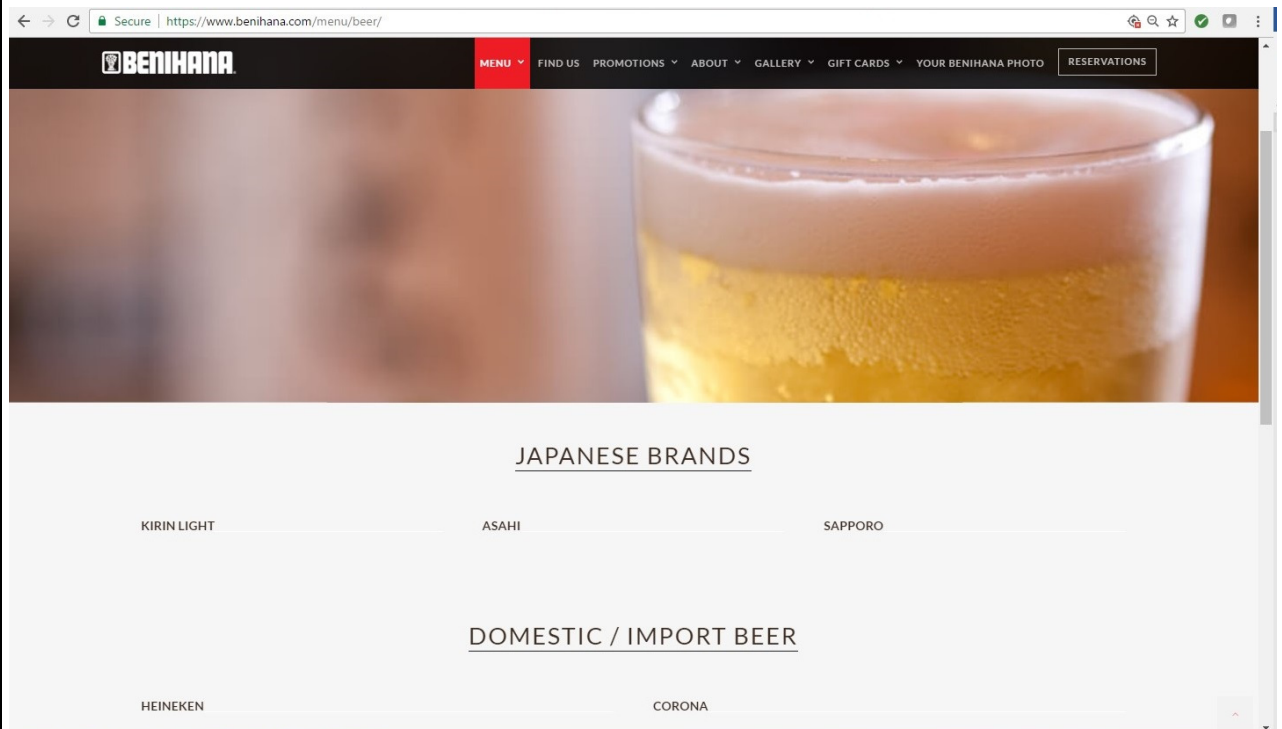 Secure | https://www.benihana.com/menu/beer/
BENIHANA
MENU FIND US PROMOTIONS ABOUT GALLERY GIFT CARDS YOUR BENIHANA PHOTO RESERVATIONS
JAPANESE BRANDS
KIRIN LIGHT ASAHI SAPPORO
DOMESTIC / IMPORT BEER
HEINEKEN CORONA